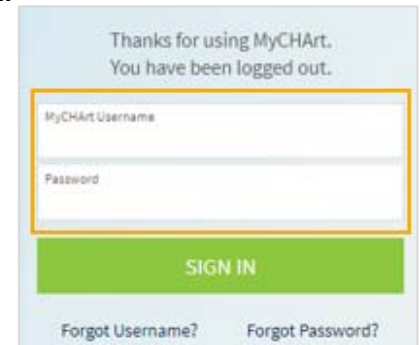 Thanks for using MyCHArt.
You have been logged out.
MyCHArt Username
Password
SIGN IN
Forgot Username? Forgot Password?